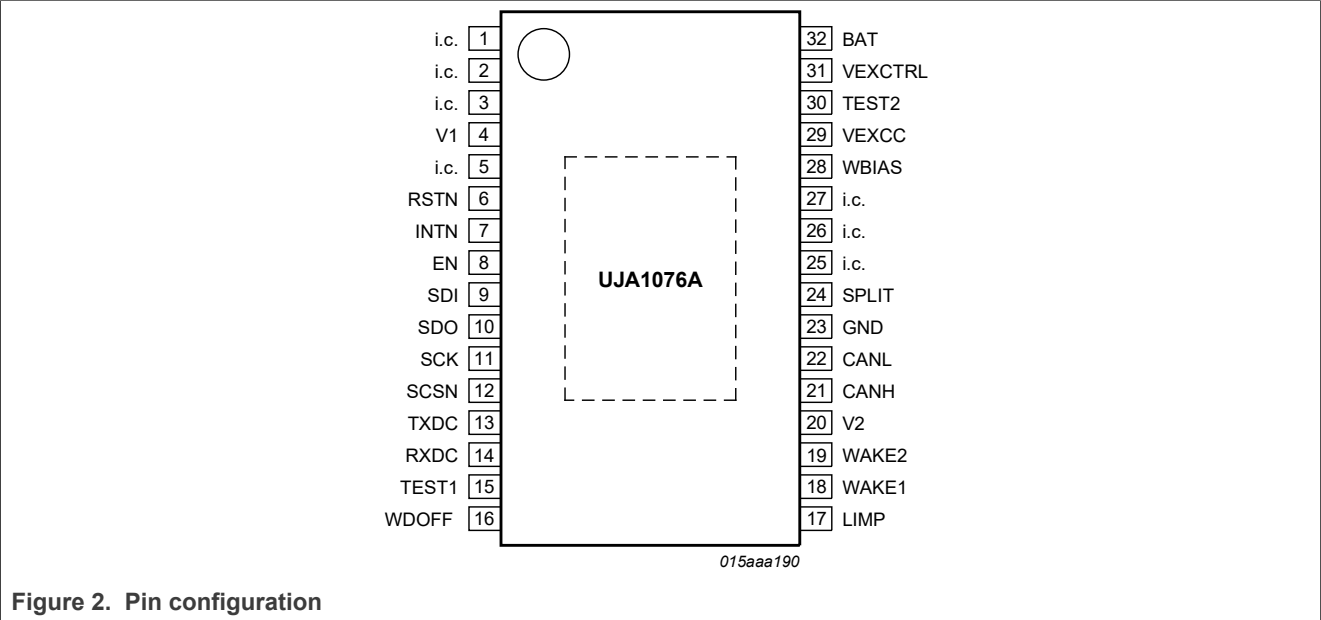 i.c. 1 32 BAT
i.c. 2 31 VEXCTRL
i.c. 3 30 TEST2
V1 4 29 VEXCC
i.c. 5 28 WBIAS
RSTN 6 27 i.c.
INTN 7 26 i.c.
EN 8 25 i.c.
UJA1076A
SDI 9 24 SPLIT
SDO 10 23 GND
SCK 11 22 CANL
SCSN 12 21 CANH
TXDC 13 20 V2
RXDC 14 19 WAKE2
TEST1 15 18 WAKE1
WDOFF 16 17 LIMP
015aaa190
Figure 2. Pin configuration